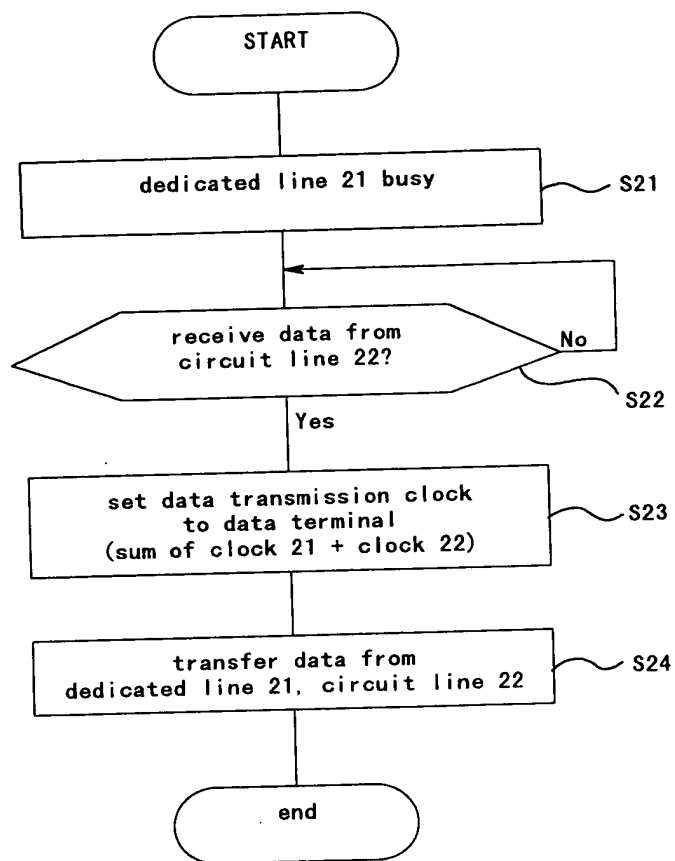 START
dedicated line 21 busy
S21
receive data from
circuit line 22?
No
S22
Yes
set data transmission clock
to data terminal
(sum of clock 21 + clock 22)
S23
transfer data from
dedicated line 21, circuit line 22
S24
end